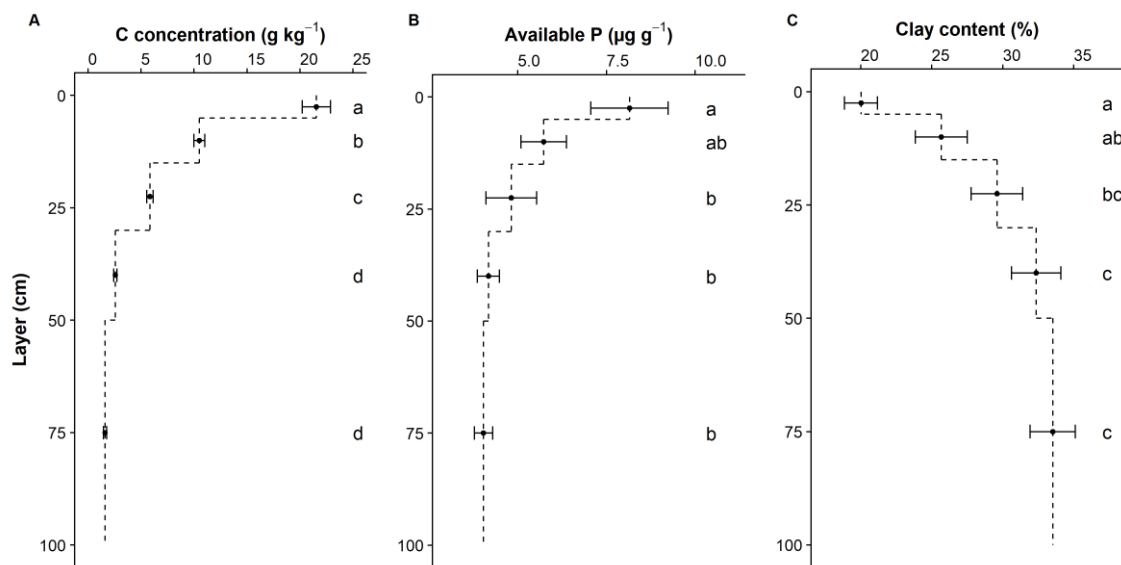 A
C concentration (g kg⁻¹)
0 5 10 15 20 25
0
25
50
75
100
Layer (cm)
a
b
c
d
d
B
Available P (µg g⁻¹)
5.0 7.5 10.0
0
25
50
75
100
a
ab
b
b
b
C
Clay content (%)
20 25 30 35
0
25
50
75
100
a
ab
bc
c
c